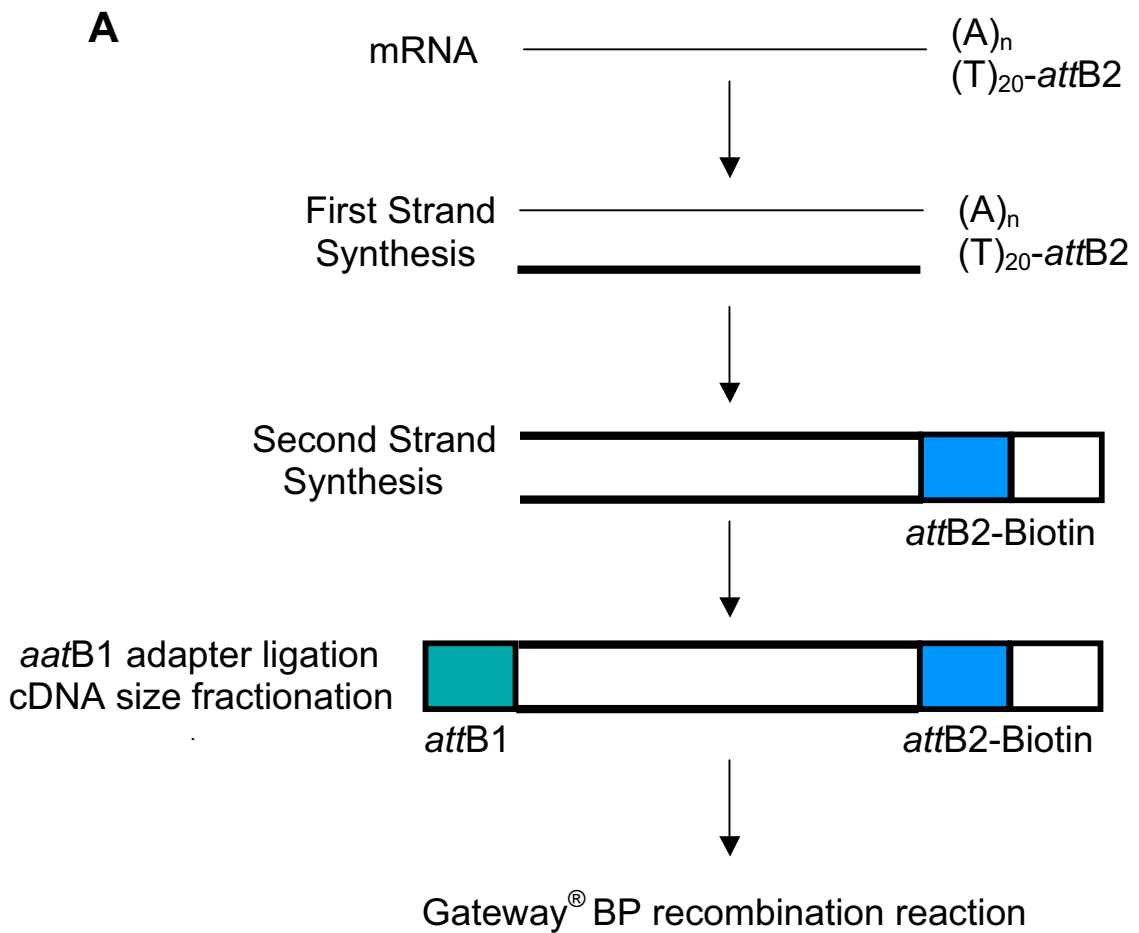 A
mRNA
(A)n
(T)20-attB2
First Strand
Synthesis
(A)n
(T)20-attB2
Second Strand
Synthesis
attB2-Biotin
aatB1 adapter ligation
cDNA size fractionation
attB1
attB2-Biotin
Gateway® BP recombination reaction